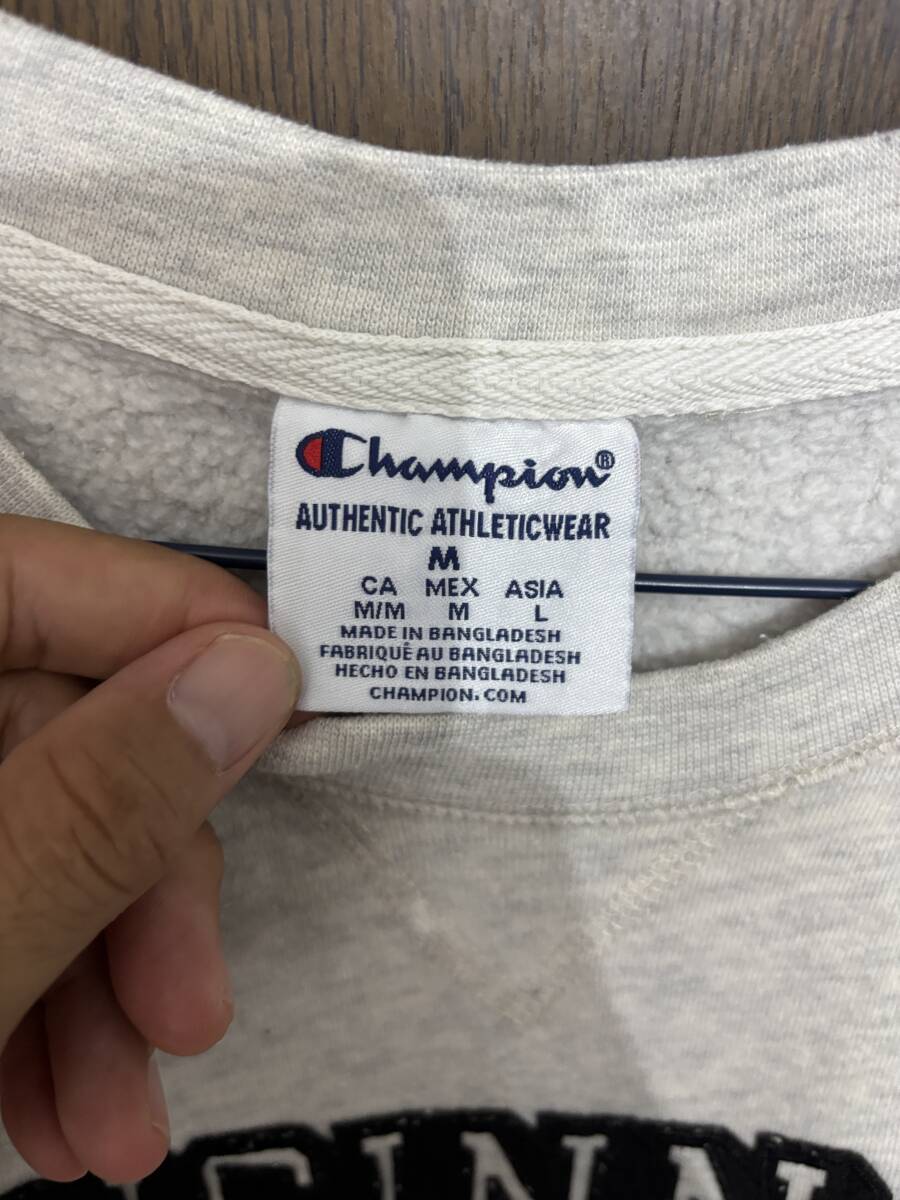 Champion®
AUTHENTIC ATHLETICWEAR
M
CA MEX ASIA
M/M M L
MADE IN BANGLADESH
FABRIQUÉ AU BANGLADESH
HECHO EN BANGLADESH
CHAMPION.COM